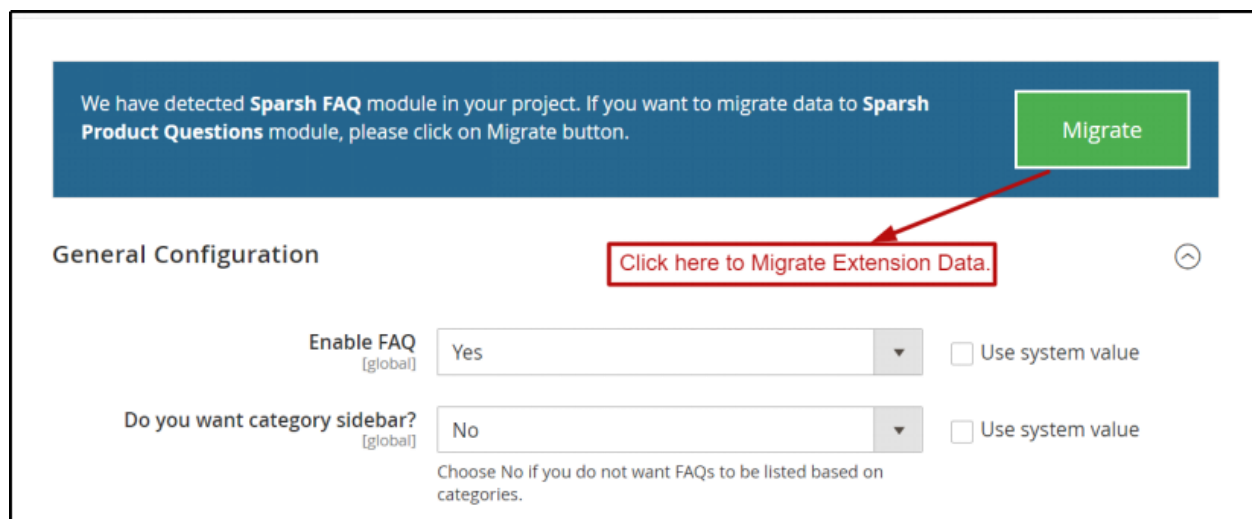 We have detected Sparsh FAQ module in your project. If you want to migrate data to Sparsh
Product Questions module, please click on Migrate button.
Migrate
General Configuration
Click here to Migrate Extension Data.
Enable FAQ
[global]
Yes
Use system value
Do you want category sidebar?
[global]
No
Use system value
Choose No if you do not want FAQs to be listed based on
categories.